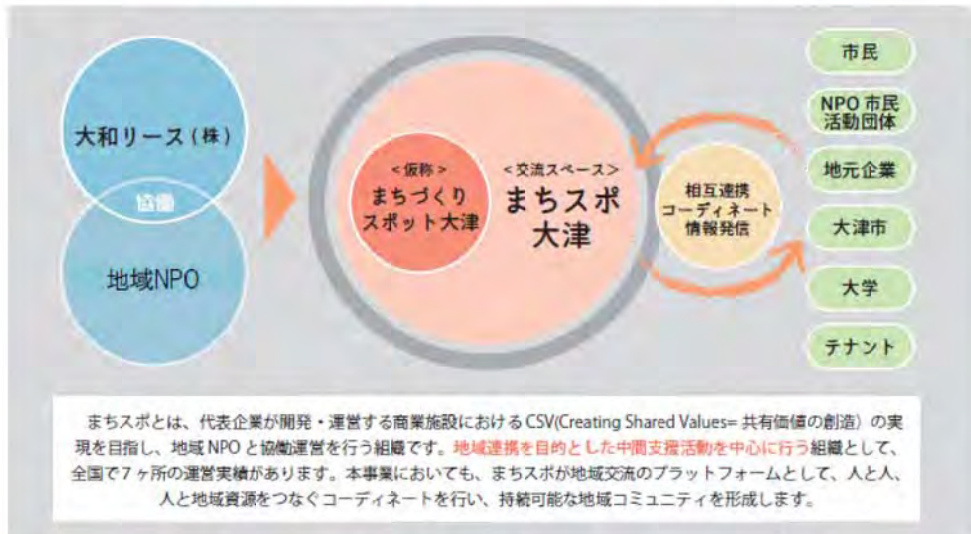 大和リース(株)
協働
地域NPO
<仮称>
まちづくり
スポット大津
<交流スペース>
まちスポ
大津
相互連携
コーディネート
情報発信
市民
NPO 市民
活動団体
地元企業
大津市
大学
テナント
まちスポとは、代表企業が開発・運営する商業施設における CSV(Creating Shared Values= 共有価値の創造)の実
現を目指し、地域 NPO と協働運営を行う組織です。地域連携を目的とした中間支援活動を中心に行う組織として、
全国で7ヶ所の運営実績があります。本事業においても、まちスポが地域交流のプラットフォームとして、人と人、
人と地域資源をつなぐコーディネートを行い、持続可能な地域コミュニティを形成します。